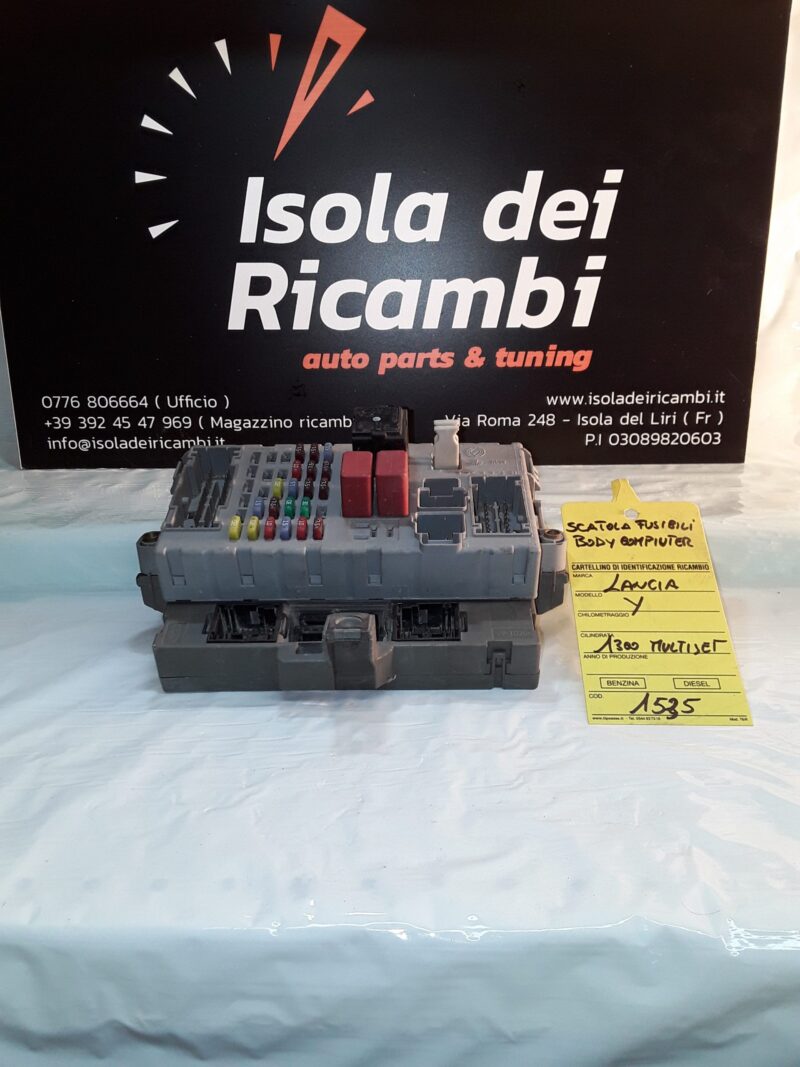 Isola dei
Ricambi
auto parts & tuning
0776 806664 ( Ufficio )
+39 392 45 47 969 ( Magazzino ricambi
info@isoladeiricambi.it
www.isoladeiricambi.it
Via Roma 248 - Isola del Liri ( Fr )
P.I 03089820603
SCATOLA FUSIBILI
BODY COMPIUTER
CARTELLINO DI IDENTIFICAZIONE RICAMBIO
MARCA LANCIA
MODELLO Y
CHILOMETRAGGIO
CILINDRATA 1300 MULTIJET
ANNO DI PRODUZIONE
BENZINA DIESEL
COD. 1535